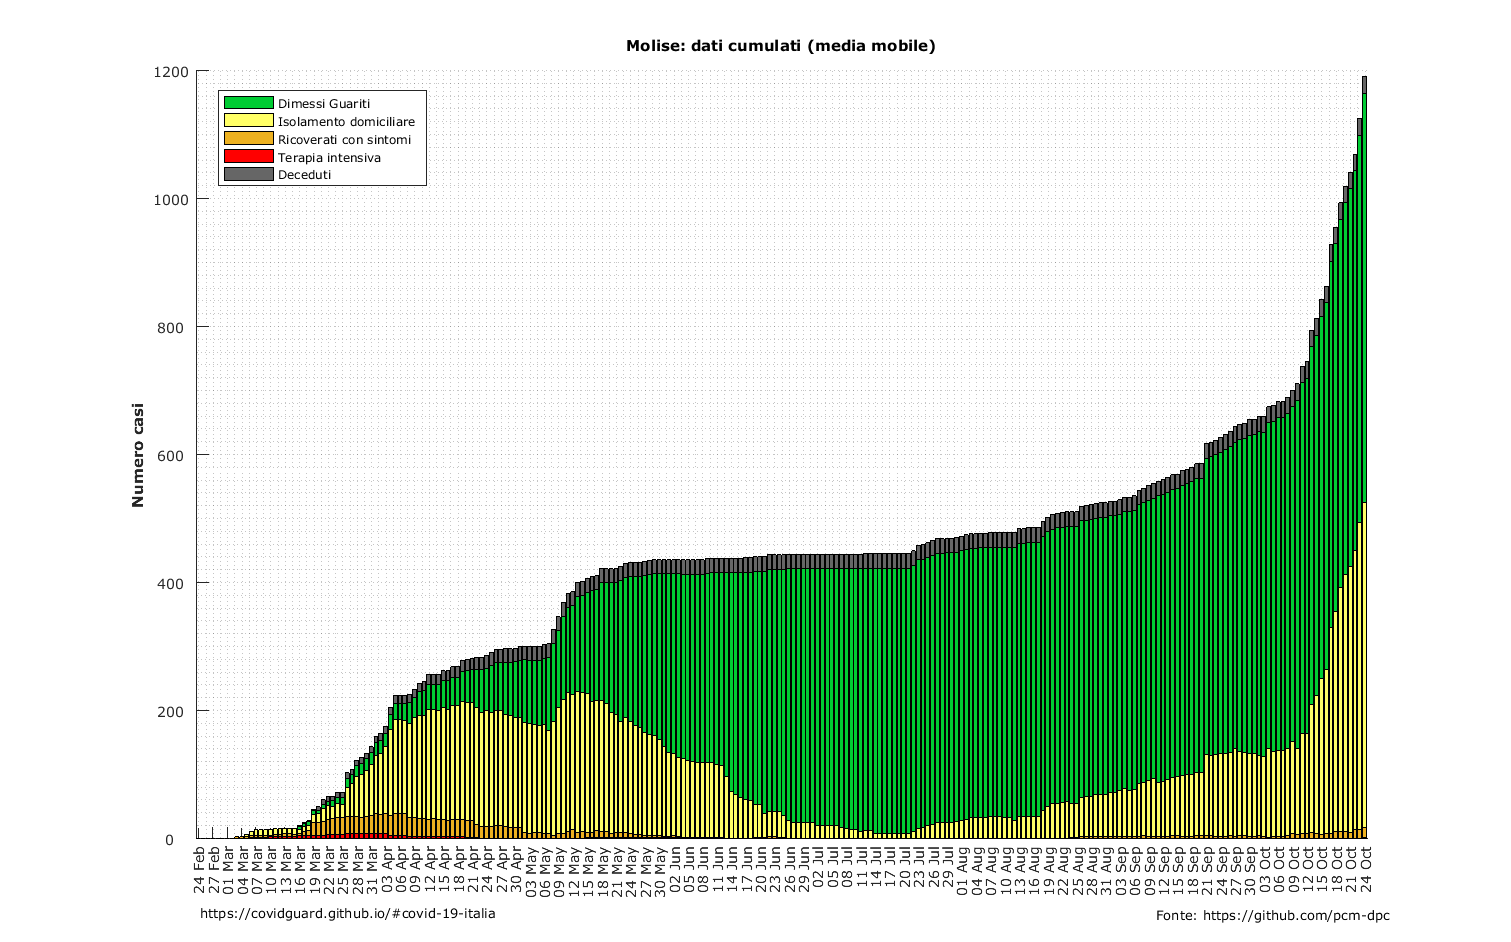 Molise: dati cumulati (media mobile)
1200
1000
800
600
400
200
0
Numero casi
Dimessi Guariti
Isolamento domiciliare
Ricoverati con sintomi
Terapia intensiva
Deceduti
24 Feb
27 Feb
01 Mar
04 Mar
07 Mar
10 Mar
13 Mar
16 Mar
19 Mar
22 Mar
25 Mar
28 Mar
31 Mar
03 Apr
06 Apr
09 Apr
12 Apr
15 Apr
18 Apr
21 Apr
24 Apr
27 Apr
30 Apr
03 May
06 May
09 May
12 May
15 May
18 May
21 May
24 May
27 May
30 May
02 Jun
05 Jun
08 Jun
11 Jun
14 Jun
17 Jun
20 Jun
23 Jun
26 Jun
29 Jun
02 Jul
05 Jul
08 Jul
11 Jul
14 Jul
17 Jul
20 Jul
23 Jul
26 Jul
29 Jul
01 Aug
04 Aug
07 Aug
10 Aug
13 Aug
16 Aug
19 Aug
22 Aug
25 Aug
28 Aug
31 Aug
03 Sep
06 Sep
09 Sep
12 Sep
15 Sep
18 Sep
21 Sep
24 Sep
27 Sep
30 Sep
03 Oct
06 Oct
09 Oct
12 Oct
15 Oct
18 Oct
21 Oct
24 Oct
https://covidguard.github.io/#covid-19-italia
Fonte: https://github.com/pcm-dpc